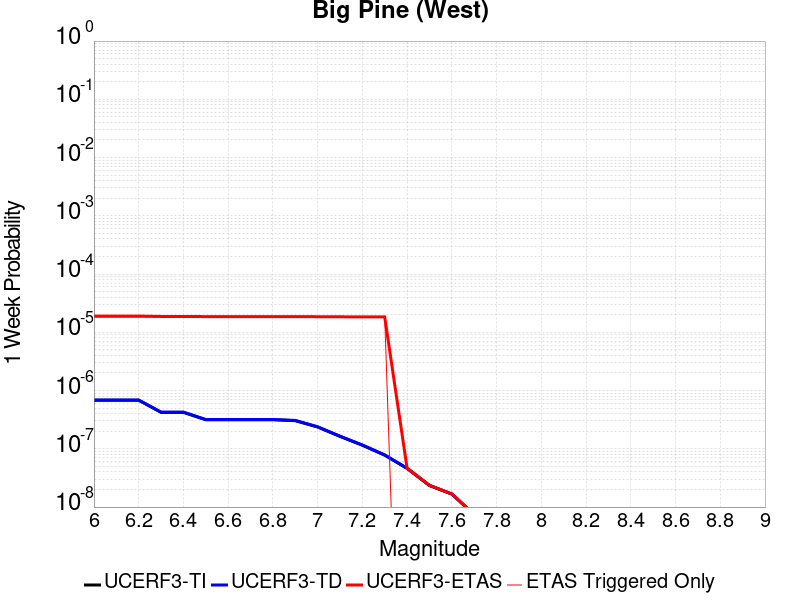 Big Pine (West)
10^0
10^-1
10^-2
10^-3
10^-4
10^-5
10^-6
10^-7
10^-8
1 Week Probability
6 6.2 6.4 6.6 6.8 7 7.2 7.4 7.6 7.8 8 8.2 8.4 8.6 8.8 9
Magnitude
UCERF3-TI UCERF3-TD UCERF3-ETAS ETAS Triggered Only